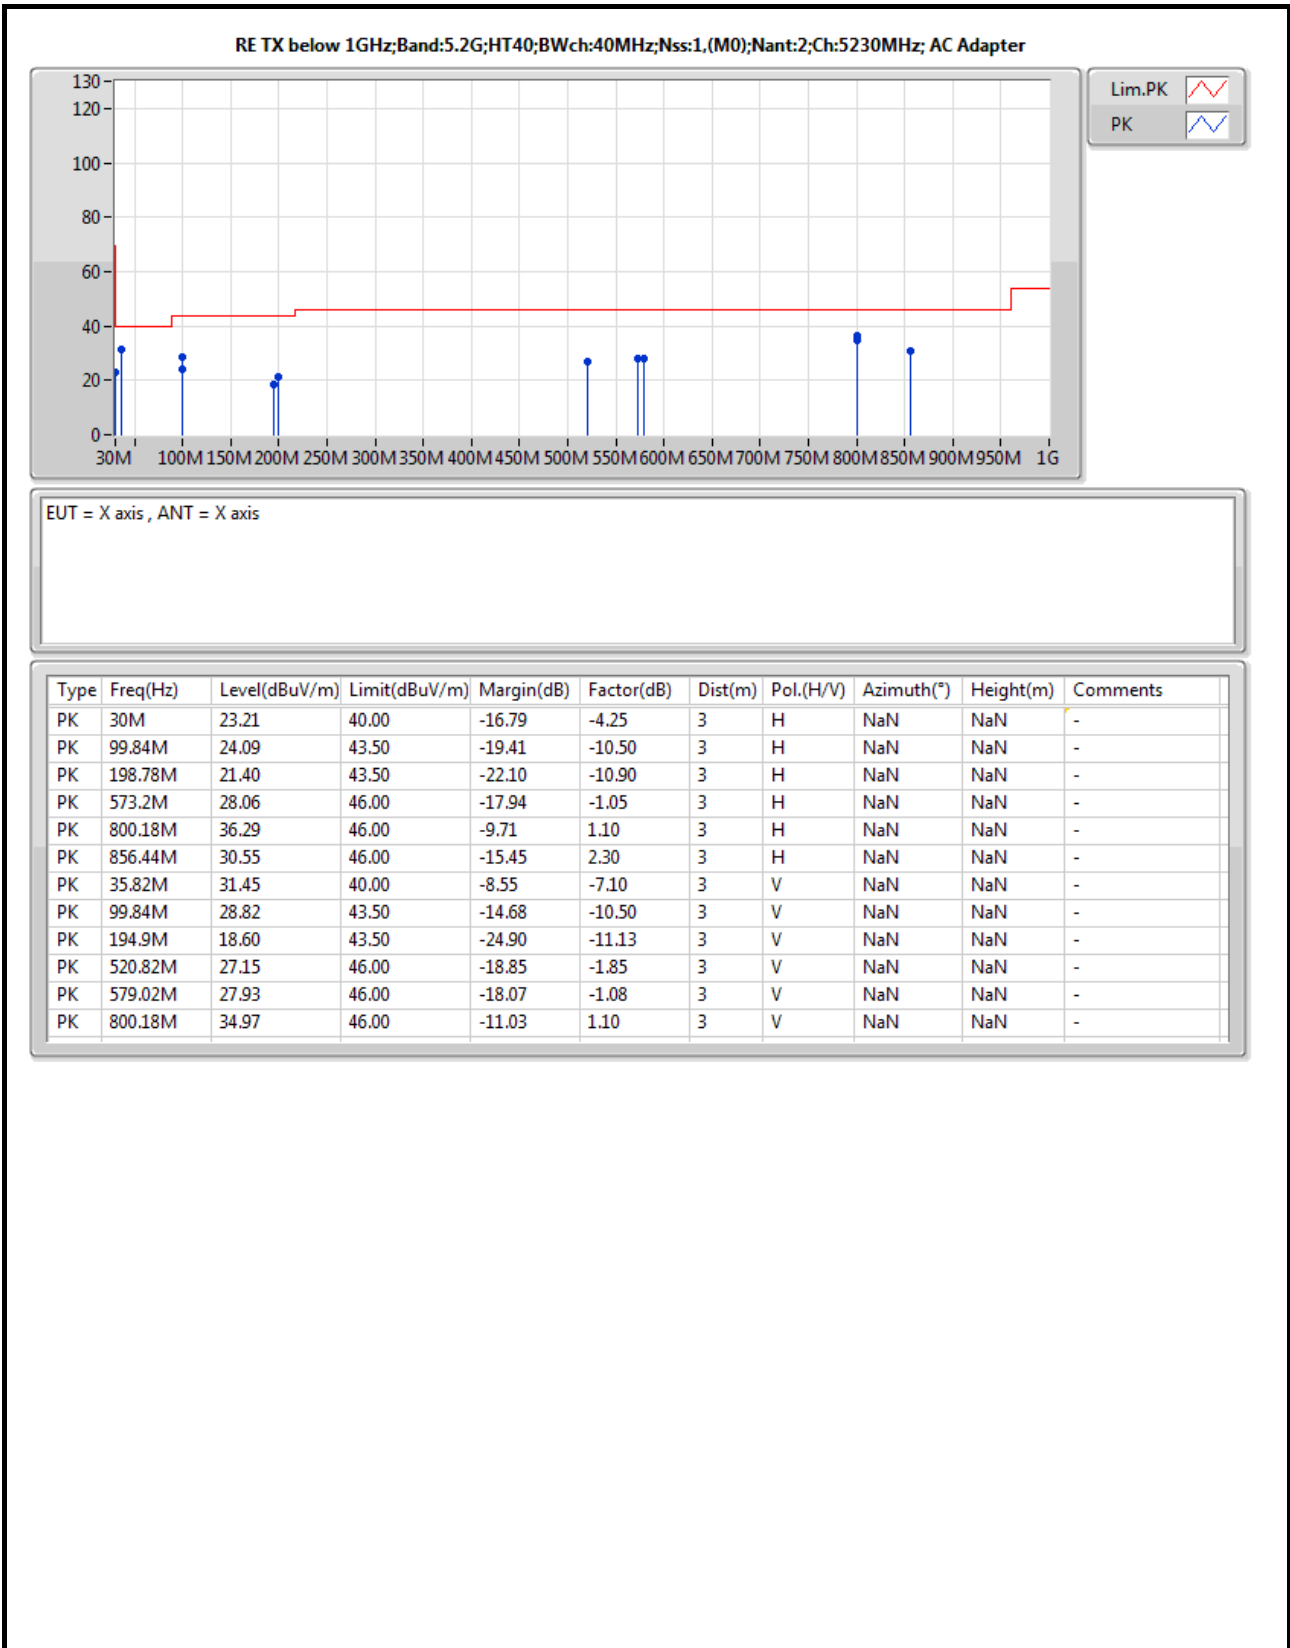 RE TX below 1GHz;Band:5.2G;HT40;BWch:40MHz;Nss:1,(M0);Nant:2;Ch:5230MHz; AC Adapter
130
120
100
80
60
40
20
0
30M 100M 150M 200M 250M 300M 350M 400M 450M 500M 550M 600M 650M 700M 750M 800M 850M 900M 950M 1G
Lim.PK
PK
EUT = X axis , ANT = X axis
Type Freq(Hz) Level(dBuV/m) Limit(dBuV/m) Margin(dB) Factor(dB) Dist(m) Pol.(H/V) Azimuth(°) Height(m) Comments
PK 30M 23.21 40.00 -16.79 -4.25 3 H NaN NaN -
PK 99.84M 24.09 43.50 -19.41 -10.50 3 H NaN NaN -
PK 198.78M 21.40 43.50 -22.10 -10.90 3 H NaN NaN -
PK 573.2M 28.06 46.00 -17.94 -1.05 3 H NaN NaN -
PK 800.18M 36.29 46.00 -9.71 1.10 3 H NaN NaN -
PK 856.44M 30.55 46.00 -15.45 2.30 3 H NaN NaN -
PK 35.82M 31.45 40.00 -8.55 -7.10 3 V NaN NaN -
PK 99.84M 28.82 43.50 -14.68 -10.50 3 V NaN NaN -
PK 194.9M 18.60 43.50 -24.90 -11.13 3 V NaN NaN -
PK 520.82M 27.15 46.00 -18.85 -1.85 3 V NaN NaN -
PK 579.02M 27.93 46.00 -18.07 -1.08 3 V NaN NaN -
PK 800.18M 34.97 46.00 -11.03 1.10 3 V NaN NaN -